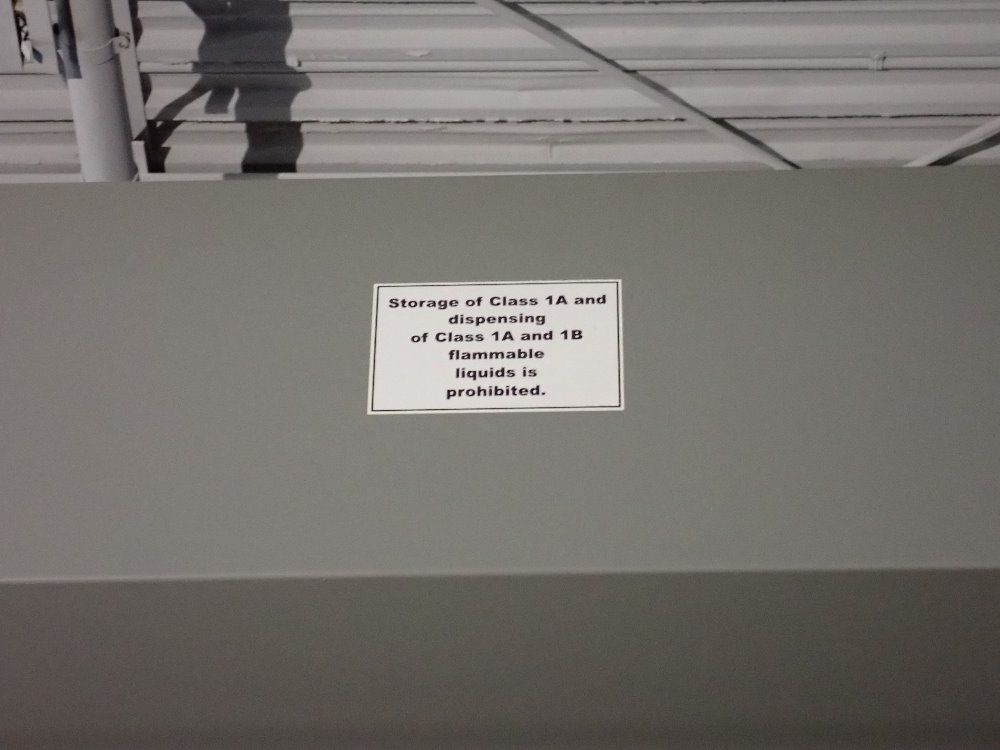 Storage of Class 1A and
dispensing
of Class 1A and 1B
flammable
liquids is
prohibited.